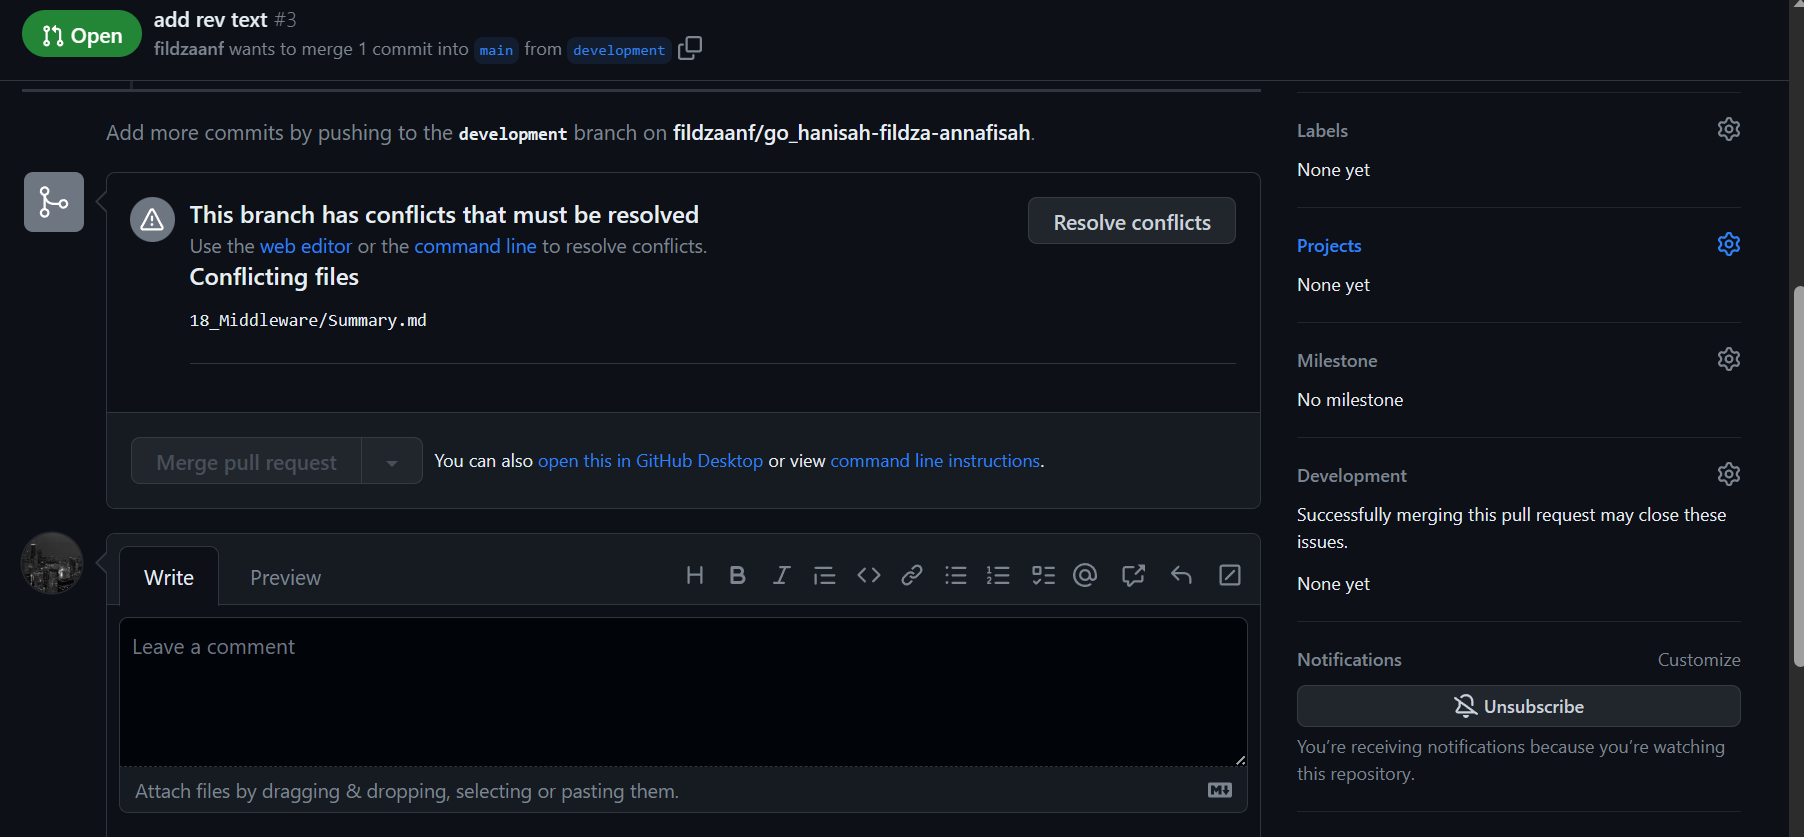 Open
add rev text #3
fildzaanf wants to merge 1 commit into main from development
Add more commits by pushing to the development branch on fildzaanf/go_hanisah-fildza-annafisah.
This branch has conflicts that must be resolved
Use the web editor or the command line to resolve conflicts.
Resolve conflicts
Conflicting files
18_Middleware/Summary.md
Merge pull request
You can also open this in GitHub Desktop or view command line instructions.
Write
Preview
Leave a comment
Attach files by dragging & dropping, selecting or pasting them.
Labels
None yet
Projects
None yet
Milestone
No milestone
Development
Successfully merging this pull request may close these
issues.
None yet
Notifications
Customize
Unsubscribe
You’re receiving notifications because you’re watching
this repository.